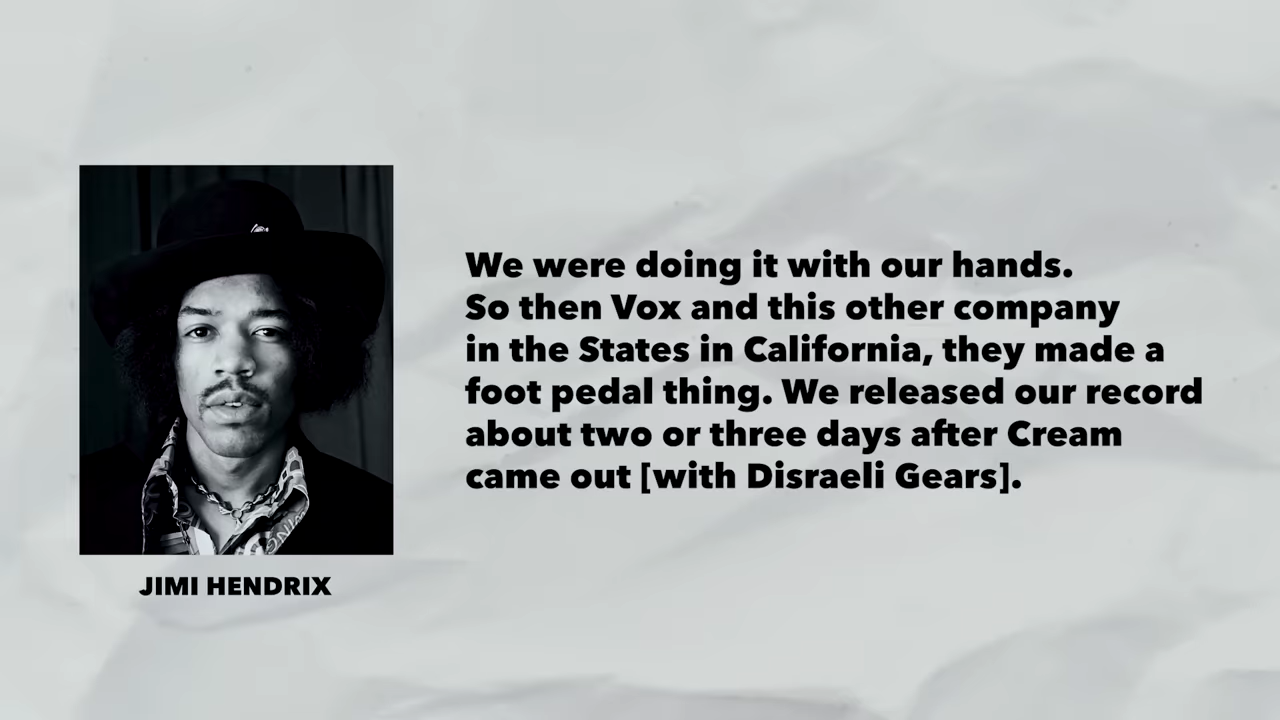 We were doing it with our hands.
So then Vox and this other company
in the States in California, they made a
foot pedal thing. We released our record
about two or three days after Cream
came out [with Disraeli Gears].
JIMI HENDRIX